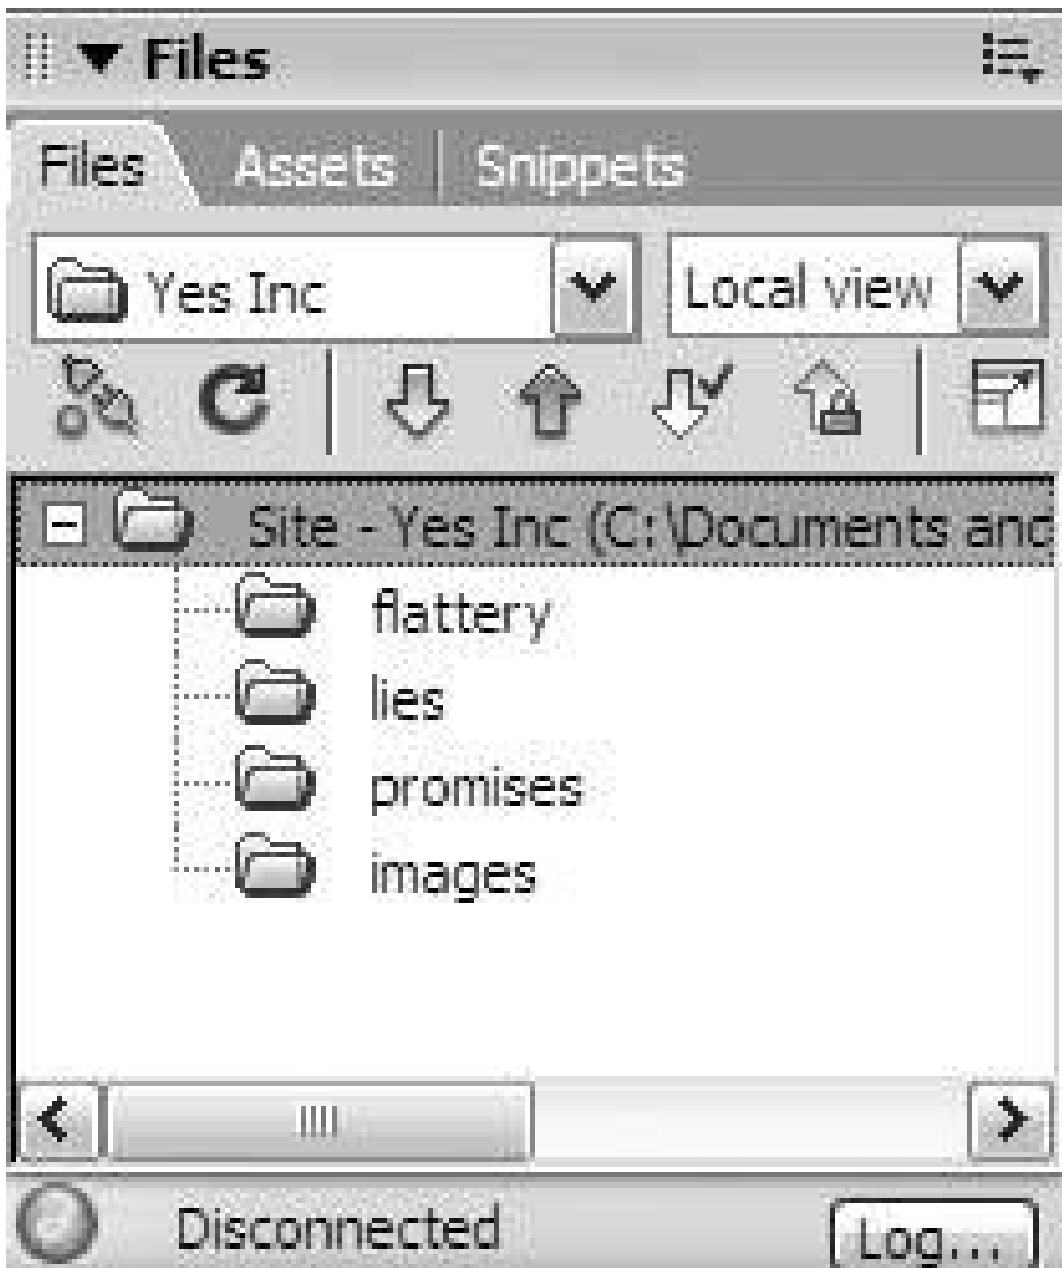 Files
Files Assets Snippets
Yes Inc Local view
Site - Yes Inc (C:\Documents and
flattery
lies
promises
images
Disconnected Log...